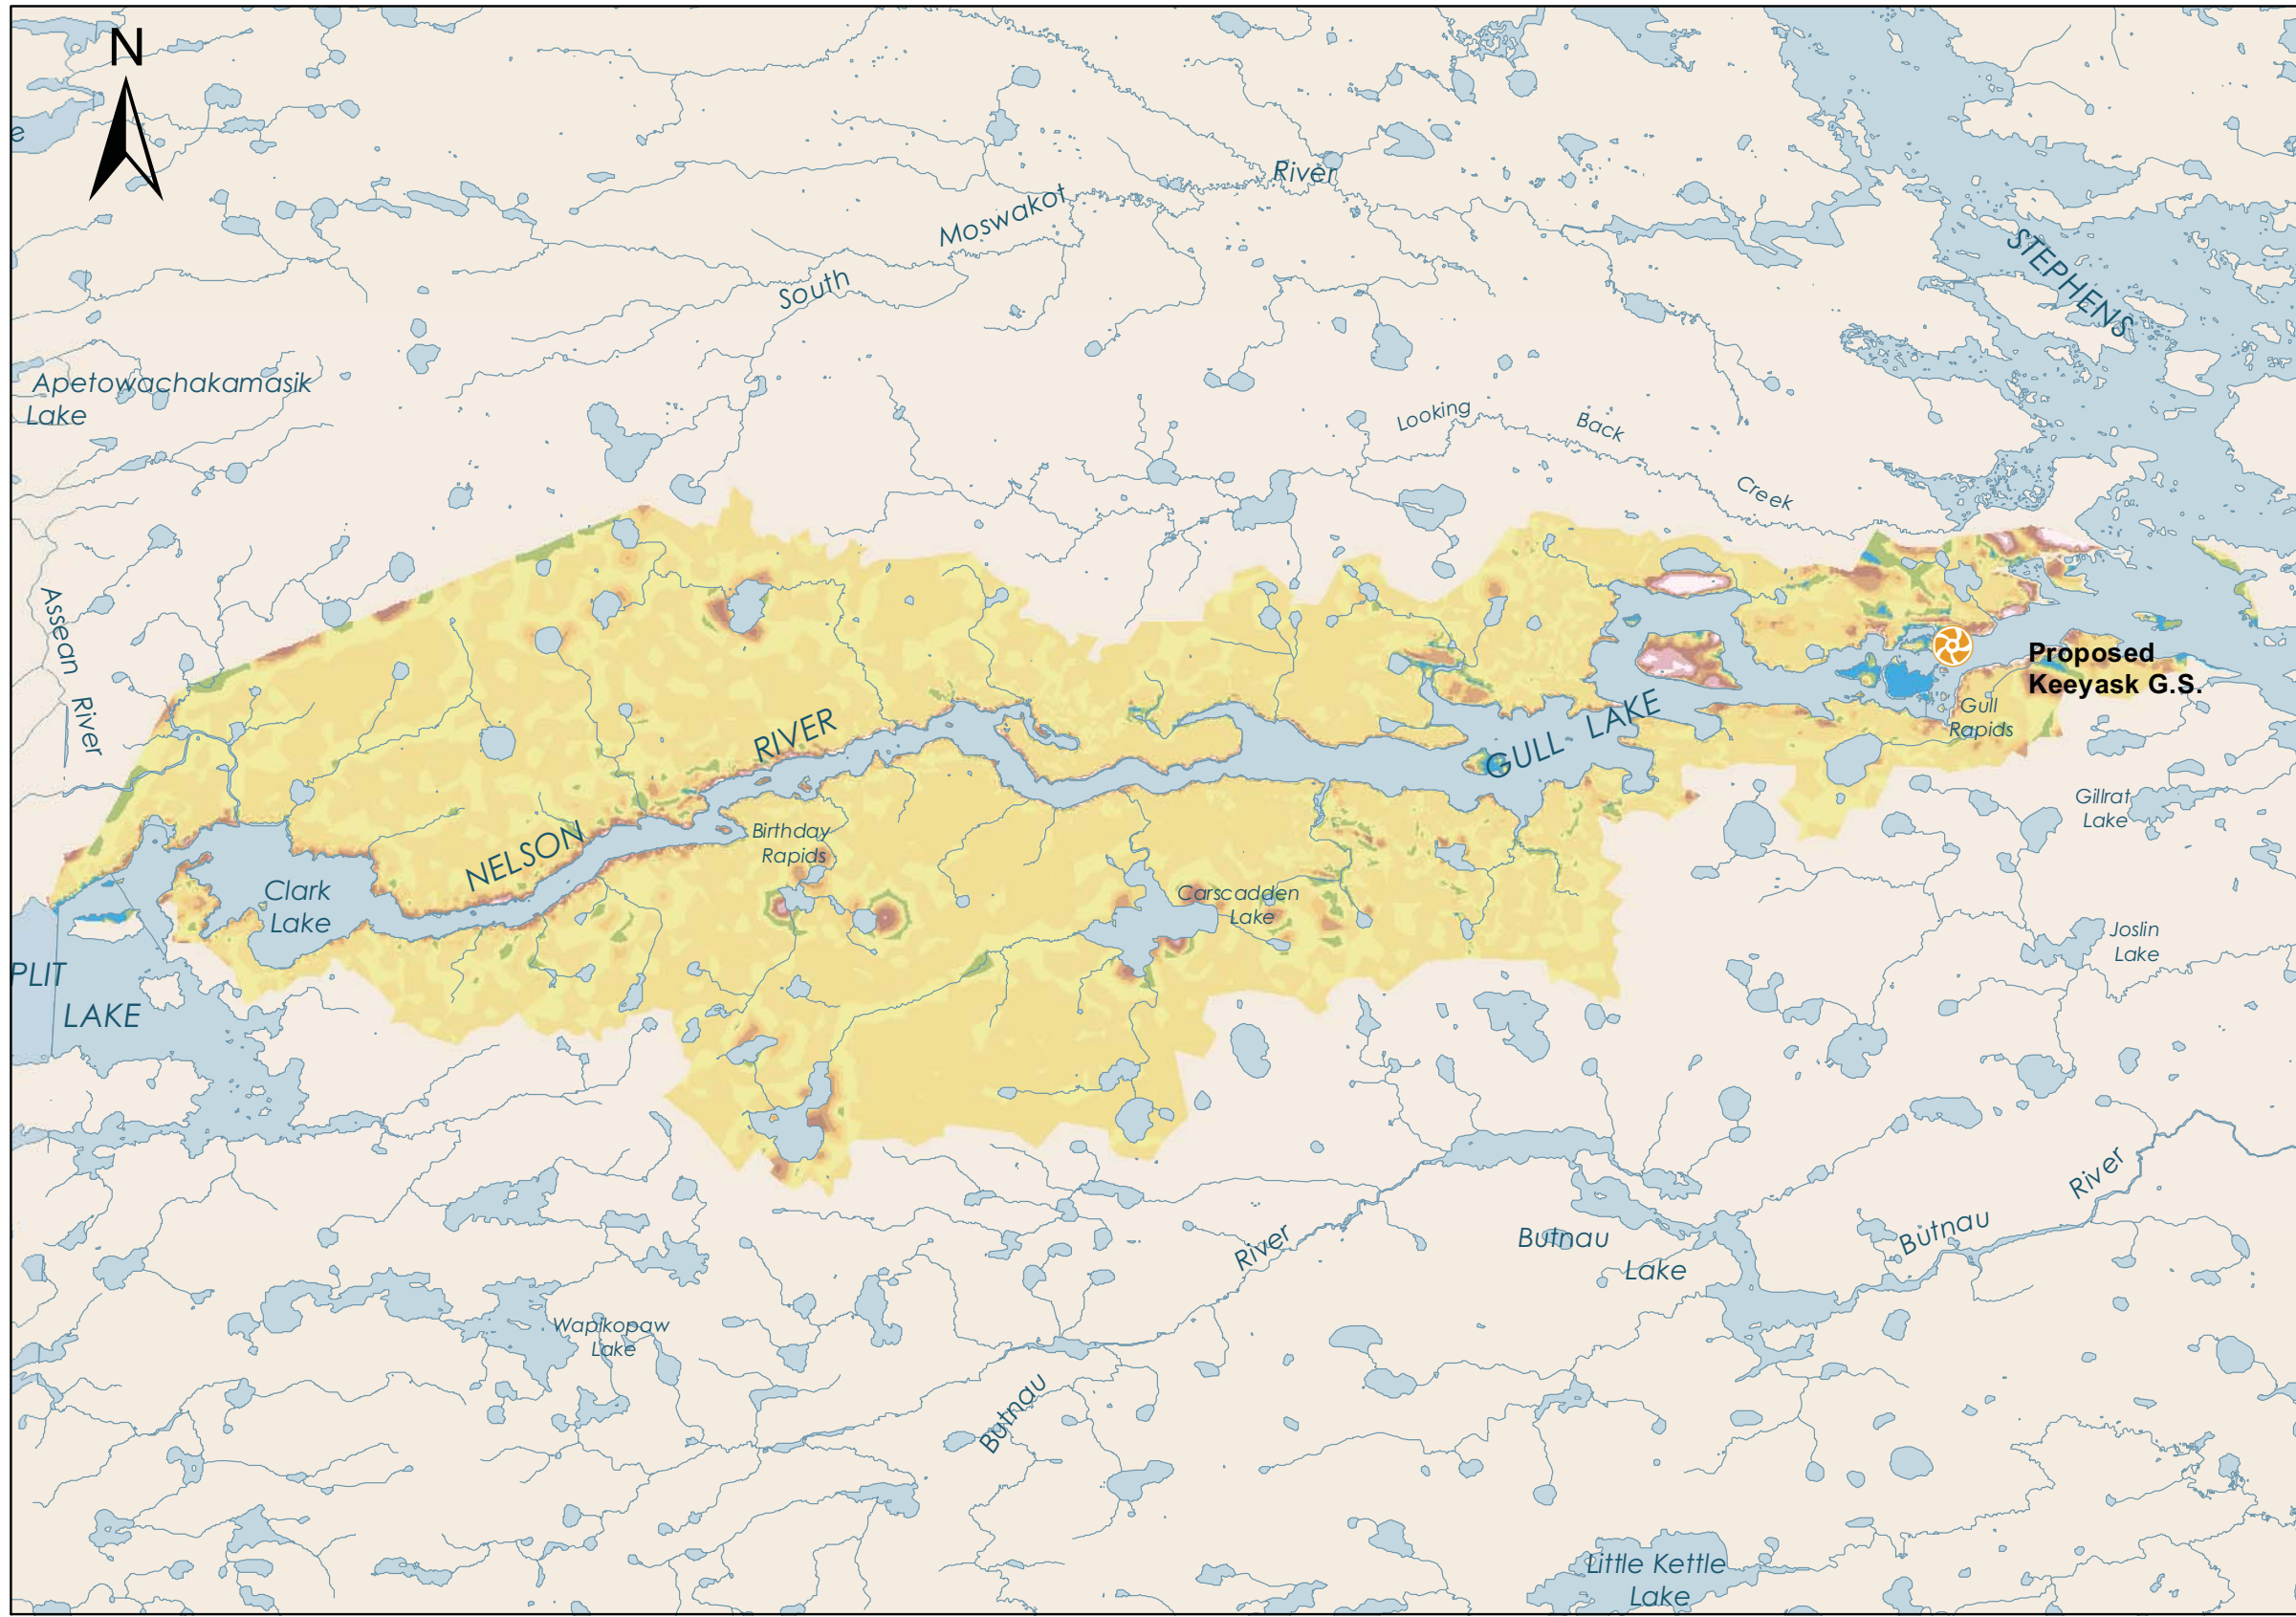 N
e
River
Moswakot
South
STEPHENS
Apetowachakamasik
Lake
Looking
Back
Creek
Assean
River
Proposed
Keeyask G.S.
GULL LAKE
Gull
Rapids
RIVER
NELSON
Birthday
Rapids
Gillrat
Lake
Clark
Lake
Carscadden
Lake
Joslin
Lake
PLIT
LAKE
River
Butnau
River
Butnau
Lake
Wapikopaw
Lake
Butnau
Little Kettle
Lake